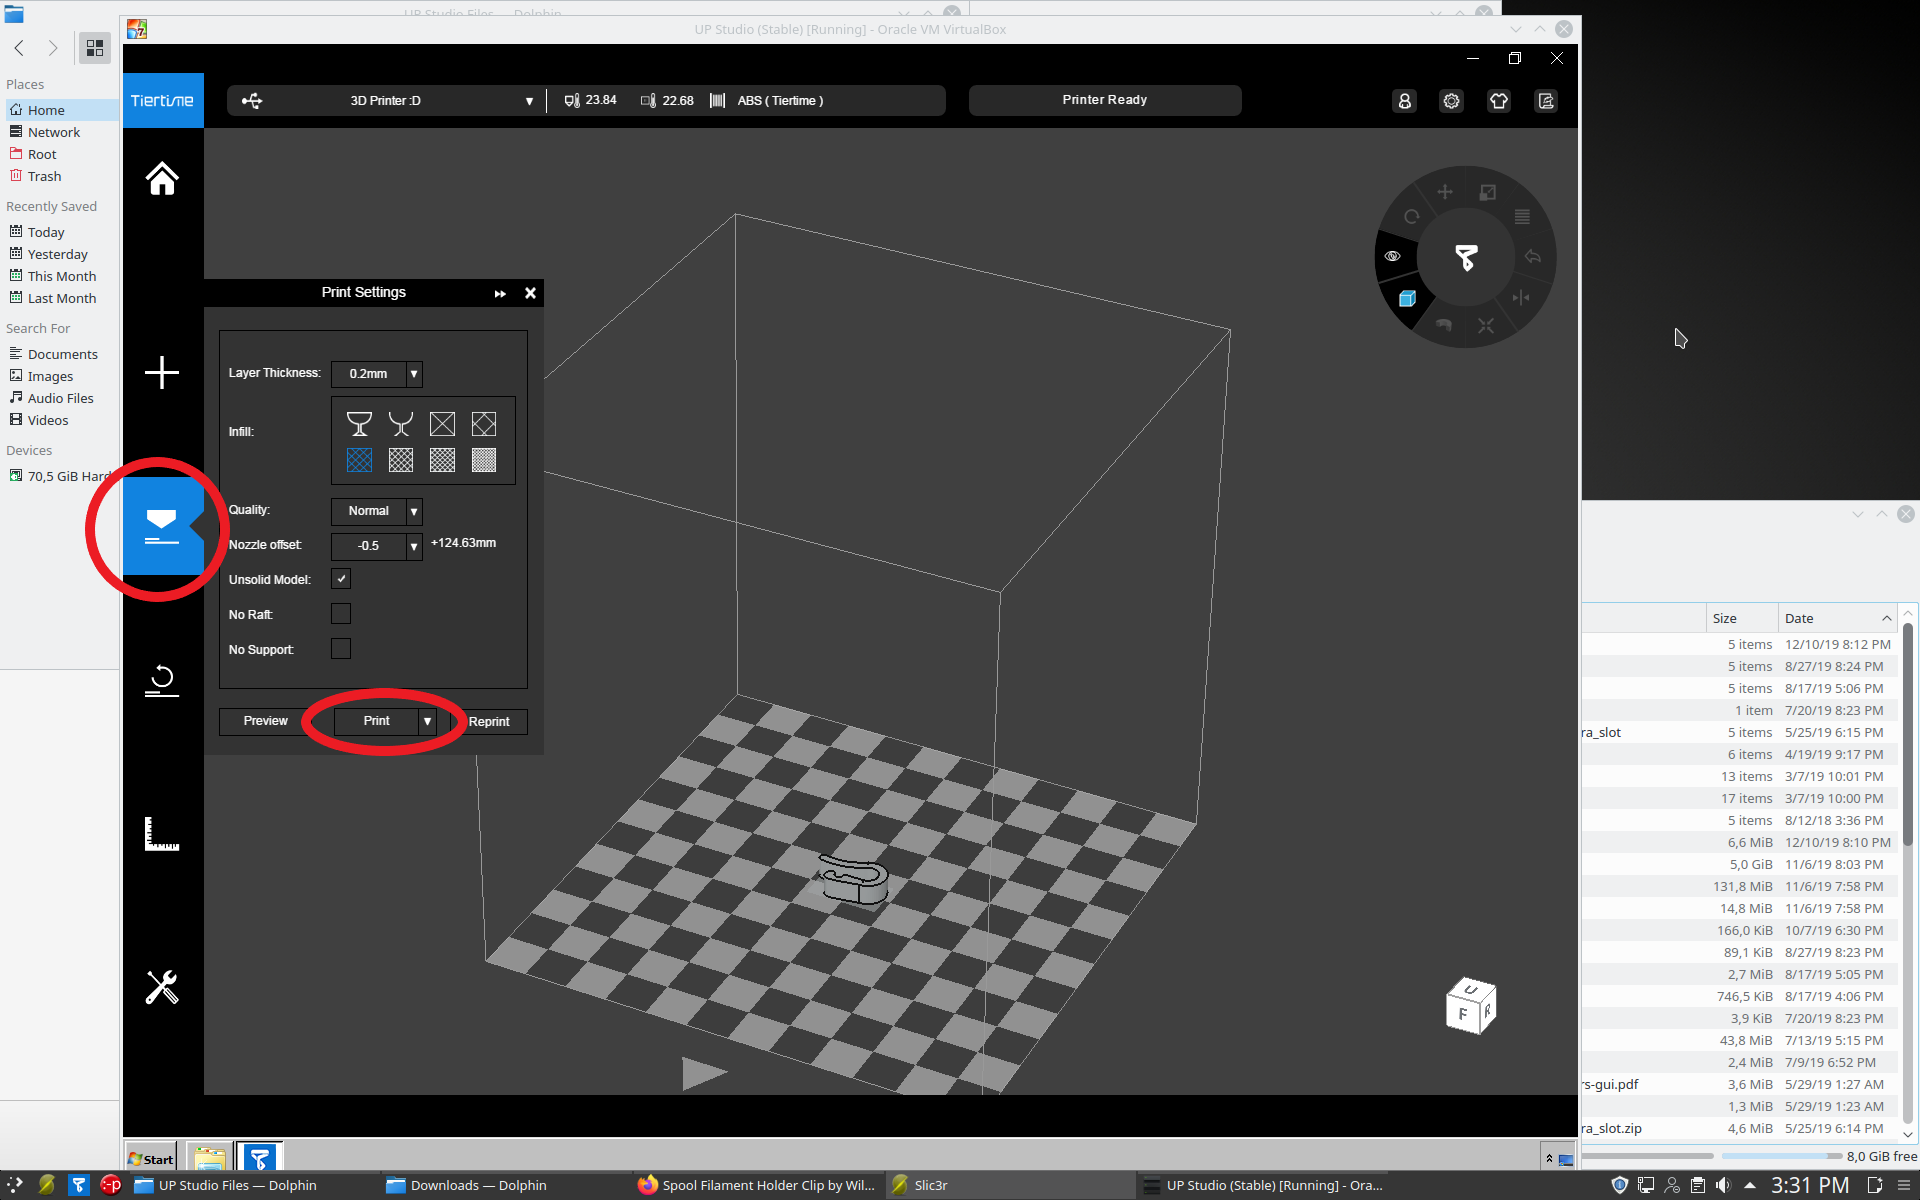 UP Studio Files — Dolphin
UP Studio (Stable) [Running] - Oracle VM VirtualBox
Places
Home
Network
Root
Trash
Recently Saved
Today
Yesterday
This Month
Last Month
Search For
Documents
Images
Audio Files
Videos
Devices
70,5 GiB Hard
Tiertime
3D Printer :D
23.84
22.68
ABS ( Tiertime )
Printer Ready
Print Settings
Layer Thickness: 0.2mm
Infill:
Quality: Normal
Nozzle offset: -0.5 +124.63mm
Unsolid Model:
No Raft:
No Support:
Preview Print Reprint
U
F R
Size Date
5 items 12/10/19 8:12 PM
5 items 8/27/19 8:24 PM
5 items 8/17/19 5:06 PM
1 item 7/20/19 8:23 PM
ra_slot 5 items 5/25/19 6:15 PM
6 items 4/19/19 9:17 PM
13 items 3/7/19 10:01 PM
17 items 3/7/19 10:00 PM
5 items 8/12/18 3:36 PM
6,6 MiB 12/10/19 8:10 PM
5,0 GiB 11/6/19 8:03 PM
131,8 MiB 11/6/19 7:58 PM
14,8 MiB 11/6/19 7:58 PM
166,0 KiB 10/7/19 6:30 PM
89,1 KiB 8/27/19 8:23 PM
2,7 MiB 8/17/19 5:05 PM
746,5 KiB 8/17/19 4:06 PM
3,9 KiB 7/20/19 8:23 PM
43,8 MiB 7/13/19 5:15 PM
2,4 MiB 7/9/19 6:52 PM
rs-gui.pdf 3,6 MiB 5/29/19 1:27 AM
1,3 MiB 5/29/19 1:23 AM
ra_slot.zip 4,6 MiB 5/25/19 6:14 PM
8,0 GiB free
Start
UP Studio Files — Dolphin
Downloads — Dolphin
Spool Filament Holder Clip by Wil...
Slic3r
UP Studio (Stable) [Running] - Ora...
3:31 PM